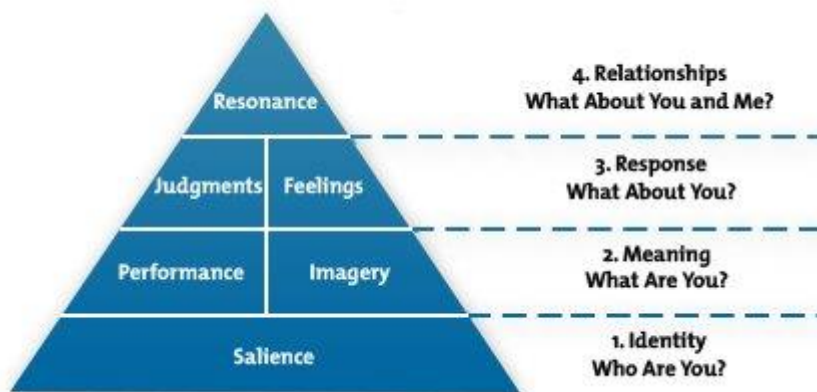 Resonance
4. Relationships
What About You and Me?
Judgments Feelings
3. Response
What About You?
Performance Imagery
2. Meaning
What Are You?
Salience
1. Identity
Who Are You?